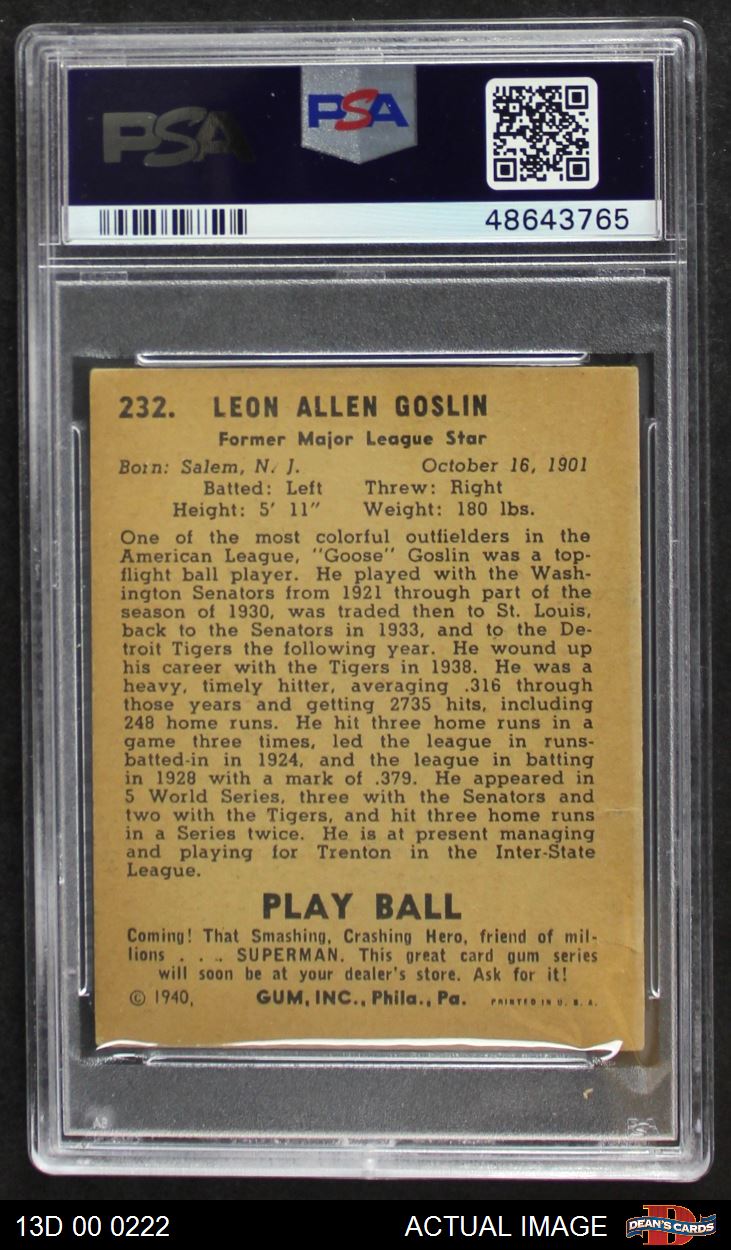 PSA
PSA
48643765
232. LEON ALLEN GOSLIN
Former Major League Star
Born: Salem, N. J. October 16, 1901
Batted: Left Threw: Right
Height: 5' 11" Weight: 180 lbs.
One of the most colorful outfielders in the
American League, "Goose" Goslin was a top-
flight ball player. He played with the Wash-
ington Senators from 1921 through part of the
season of 1930, was traded then to St. Louis,
back to the Senators in 1933, and to the De-
troit Tigers the following year. He wound up
his career with the Tigers in 1938. He was a
heavy, timely hitter, averaging .316 through
those years and getting 2735 hits, including
248 home runs. He hit three home runs in a
game three times, led the league in runs-
batted-in in 1924, and the league in batting
in 1928 with a mark of .379. He appeared in
5 World Series, three with the Senators and
two with the Tigers, and hit three home runs
in a Series twice. He is at present managing
and playing for Trenton in the Inter-State
League.
PLAY BALL
Coming! That Smashing, Crashing Hero, friend of mil-
lions . . . . SUPERMAN. This great card gum series
will soon be at your dealer's store. Ask for it!
© 1940, GUM, INC., Phila., Pa. PRINTED IN U. S. A.
A3
PSA
13D 00 0222 ACTUAL IMAGE DEAN'S CARDS